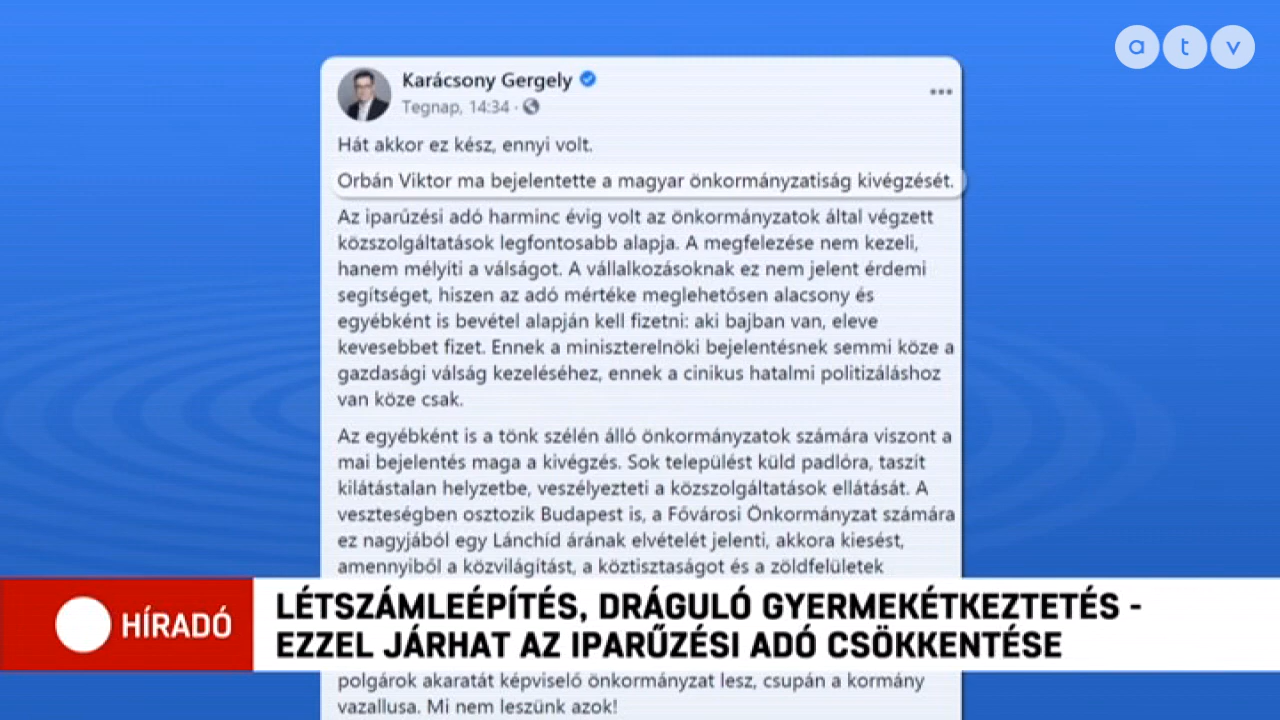 atv
Karácsony Gergely
Tegnap, 14:34 ·
Hát akkor ez kész, ennyi volt.
Orbán Viktor ma bejelentette a magyar önkormányzatiság kivégzését.
Az iparűzési adó harminc évig volt az önkormányzatok által végzett
közszolgáltatások legfontosabb alapja. A megfelezése nem kezeli,
hanem mélyíti a válságot. A vállalkozásoknak ez nem jelent érdemi
segítséget, hiszen az adó mértéke meglehetősen alacsony és
egyébként is bevétel alapján kell fizetni: aki bajban van, eleve
kevesebbet fizet. Ennek a miniszterelnöki bejelentésnek semmi köze a
gazdasági válság kezeléséhez, ennek a cinikus hatalmi politizáláshoz
van köze csak.
Az egyébként is a tönk szélén álló önkormányzatok számára viszont a
mai bejelentés maga a kivégzés. Sok települést küld padlóra, taszít
kilátástalan helyzetbe, veszélyezteti a közszolgáltatások ellátását. A
veszteségben osztozik Budapest is, a Fővárosi Önkormányzat számára
ez nagyjából egy Lánchíd árának elvételét jelenti, akkora kiesést,
amennyiből a közvilágítást, a köztisztaságot és a zöldfelületek
HÍRADÓ
LÉTSZÁMLEÉPÍTÉS, DRÁGULÓ GYERMEKÉTKEZTETÉS -
EZZEL JÁRHAT AZ IPARŰZÉSI ADÓ CSÖKKENTÉSE
polgárok akaratát képviselő önkormányzat lesz, csupán a kormány
vazallusa. Mi nem leszünk azok!